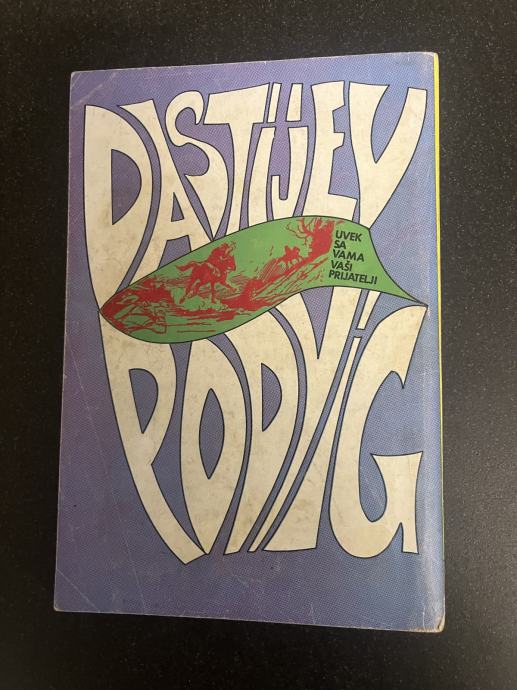 DASTIJEV
UVEK
SA
VAMA
VAŠI
PRIJATELJI
PODVIG